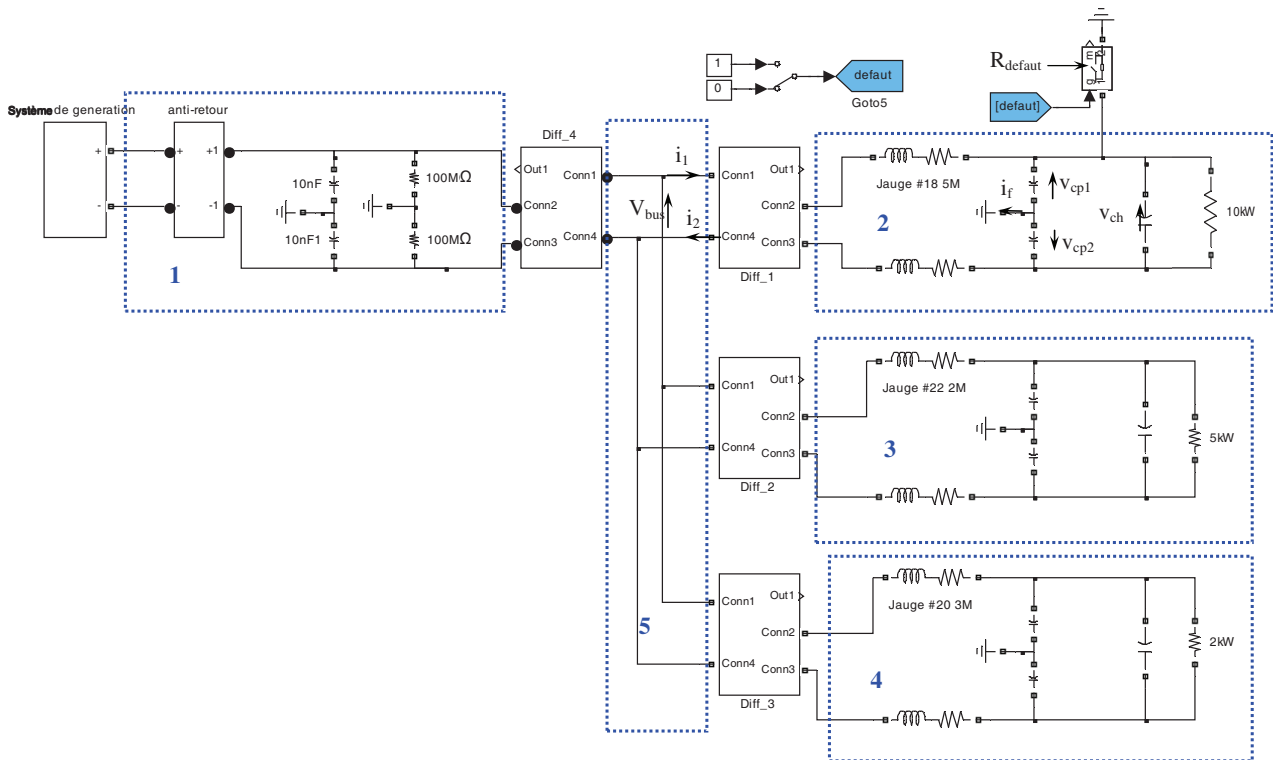 Système de generation
anti-retour
+
-
+
-
+1
-1
10nF
10nF1
100MΩ
100MΩ
1
Diff_4
Out1
Conn1
Conn2
Conn3
Conn4
1
0
defaut
Goto5
R defaut
[defaut]
m
g
i1
Vbus
i2
5
Conn1
Out1
Conn2
Conn4
Conn3
Diff_1
Jauge #18 5M
if
vcp1
vcp2
vch
10kW
2
Conn1
Out1
Conn2
Conn4
Conn3
Diff_2
Jauge #22 2M
3
5kW
Conn1
Out1
Conn2
Conn4
Conn3
Diff_3
Jauge #20 3M
4
2kW